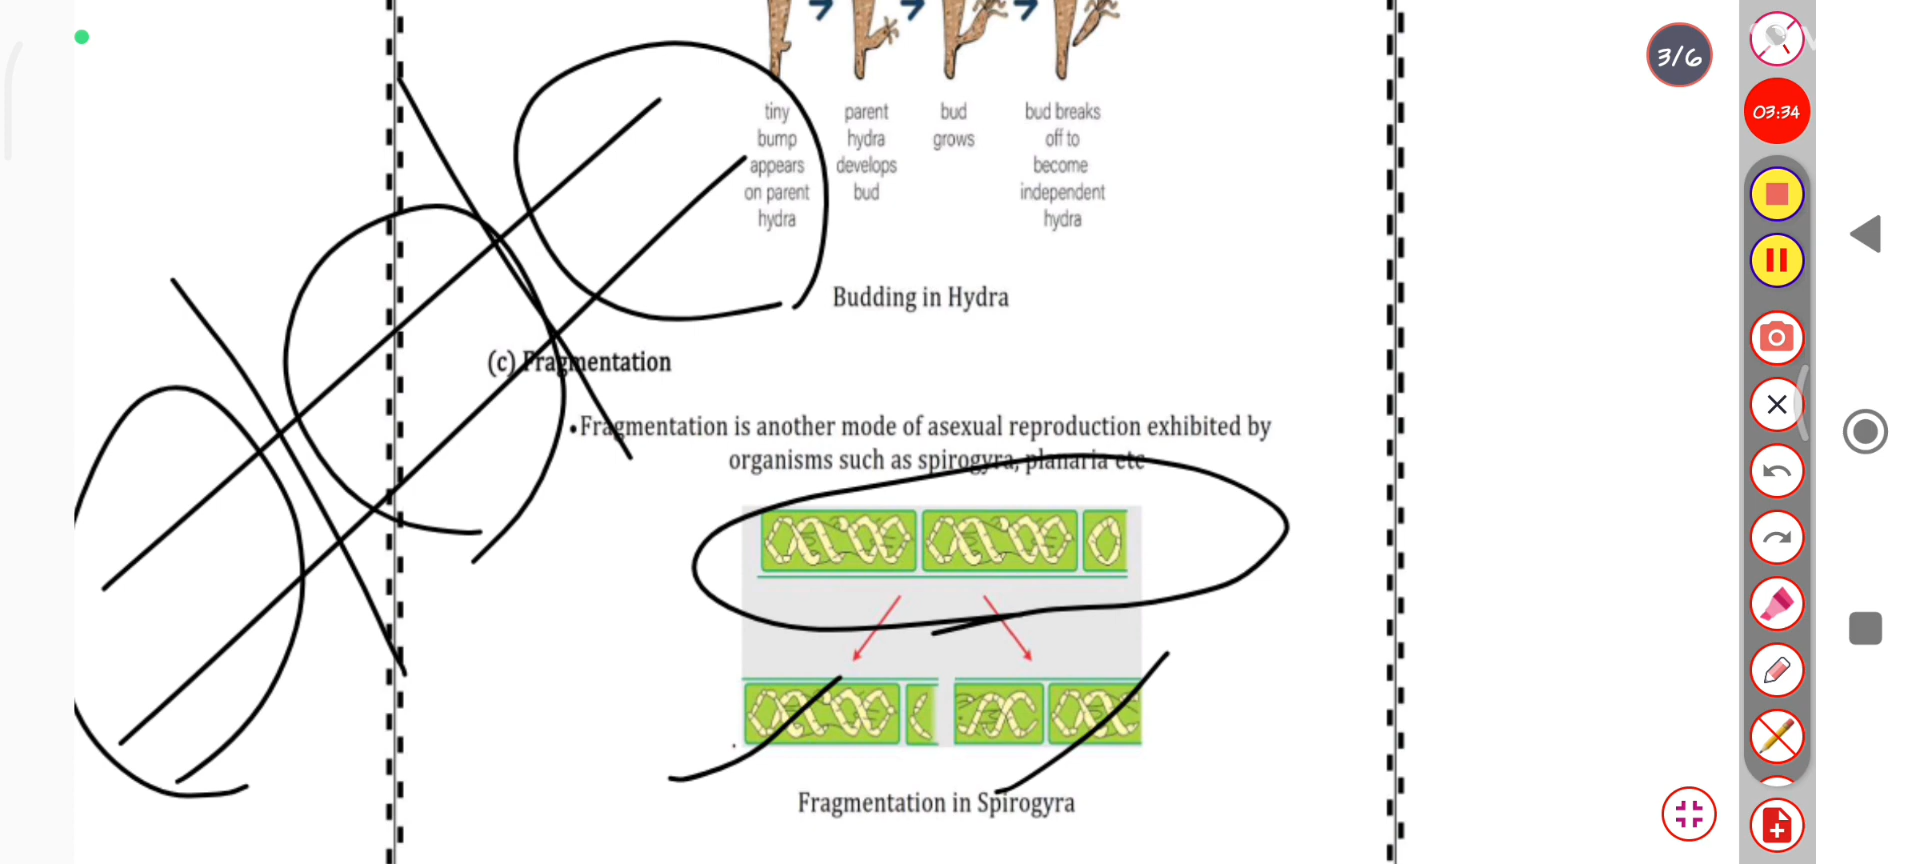 3/6
03:34
tiny bump appears on parent hydra
parent hydra develops bud
bud grows
bud breaks off to become independent hydra
Budding in Hydra
(c) Fragmentation
•Fragmentation is another mode of asexual reproduction exhibited by
organisms such as spirogyra, planaria etc
Fragmentation in Spirogyra